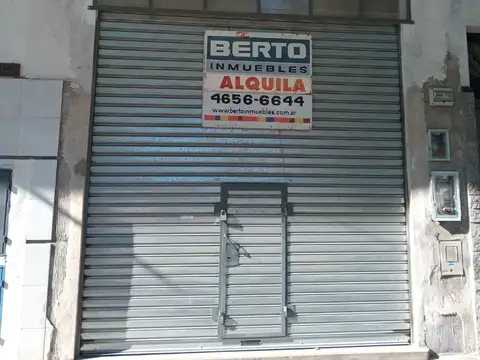 BERTO
INMUEBLES
ALQUILA
4656-6644
www.bertoinmuebles.com.ar